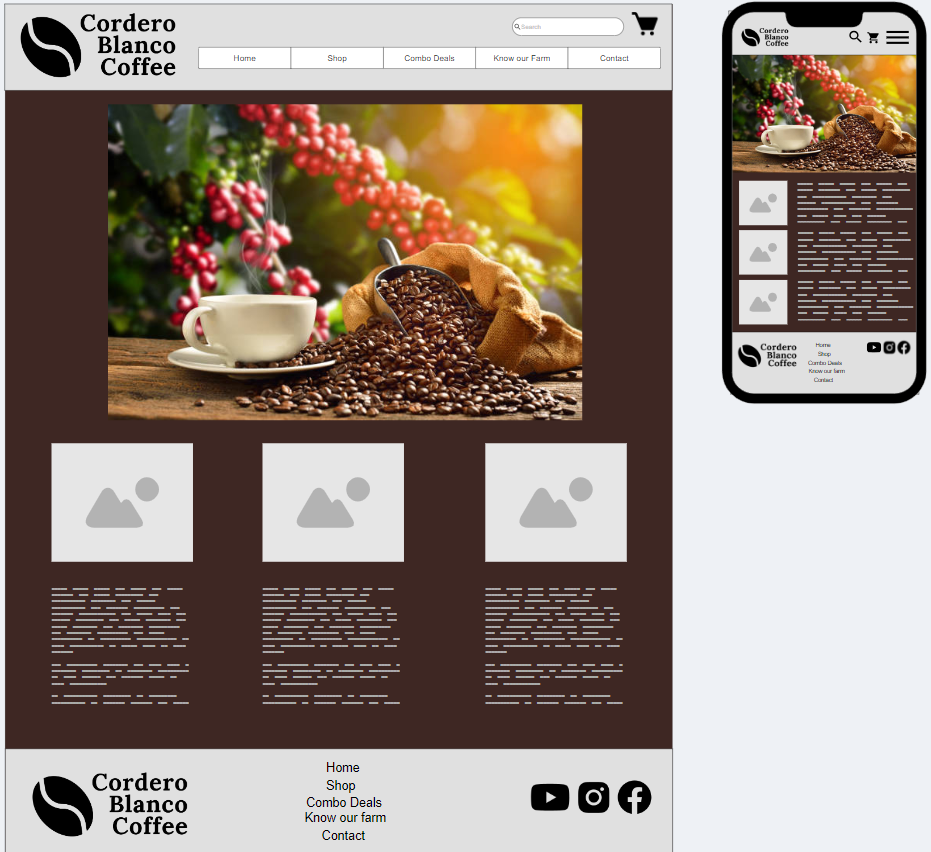 Cordero
Blanco
Coffee
Search
Home Shop Combo Deals Know our Farm Contact
Cordero
Blanco
Coffee
Home
Shop
Combo Deals
Know our farm
Contact
Cordero
Blanco
Coffee
Cordero
Blanco
Coffee
Home
Shop
Combo Deals
Know our farm
Contact